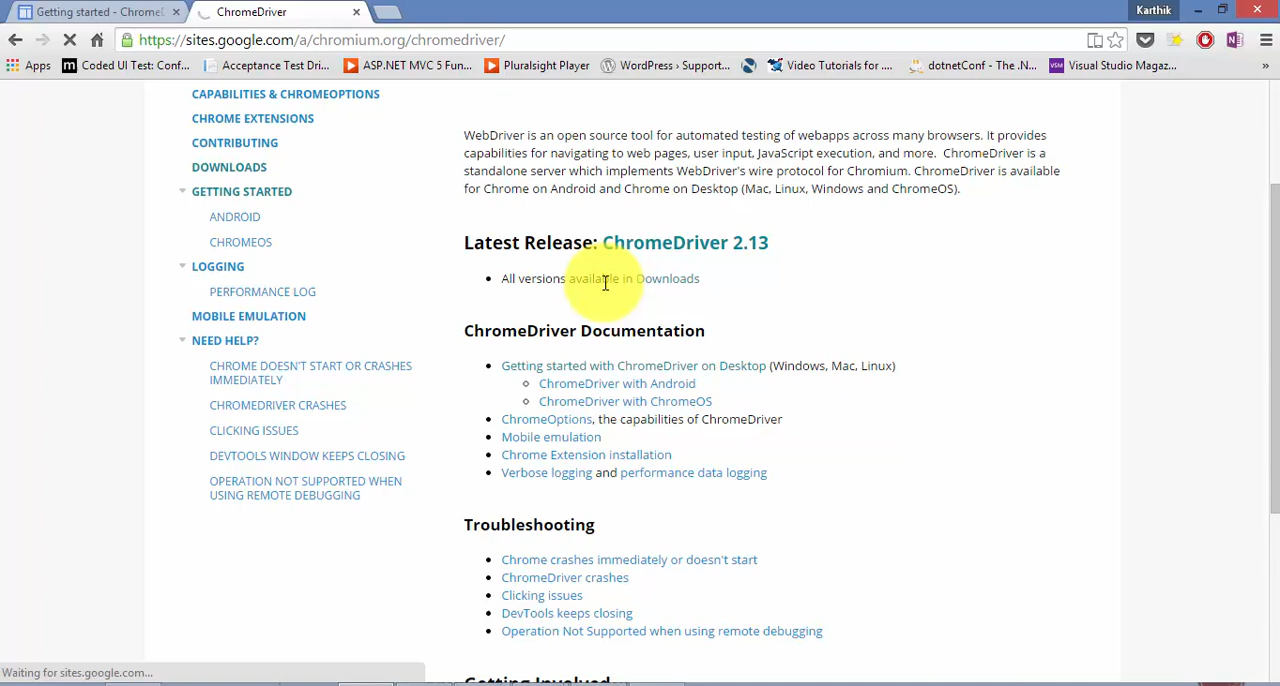 Getting started - ChromeD
ChromeDriver
Karthik
https://sites.google.com/a/chromium.org/chromedriver/
Apps
Coded UI Test: Conf...
Acceptance Test Dri...
ASP.NET MVC 5 Fun...
Pluralsight Player
WordPress › Support...
Video Tutorials for ....
dotnetConf - The .N...
Visual Studio Magaz...
»
CAPABILITIES & CHROMEOPTIONS
CHROME EXTENSIONS
CONTRIBUTING
DOWNLOADS
GETTING STARTED
ANDROID
CHROMEOS
LOGGING
PERFORMANCE LOG
MOBILE EMULATION
NEED HELP?
CHROME DOESN'T START OR CRASHES
IMMEDIATELY
CHROMEDRIVER CRASHES
CLICKING ISSUES
DEVTOOLS WINDOW KEEPS CLOSING
OPERATION NOT SUPPORTED WHEN
USING REMOTE DEBUGGING
WebDriver is an open source tool for automated testing of webapps across many browsers. It provides
capabilities for navigating to web pages, user input, JavaScript execution, and more.  ChromeDriver is a
standalone server which implements WebDriver's wire protocol for Chromium. ChromeDriver is available
for Chrome on Android and Chrome on Desktop (Mac, Linux, Windows and ChromeOS).
Latest Release: ChromeDriver 2.13
• All versions available in Downloads
ChromeDriver Documentation
• Getting started with ChromeDriver on Desktop (Windows, Mac, Linux)
ChromeDriver with Android
ChromeDriver with ChromeOS
• ChromeOptions, the capabilities of ChromeDriver
• Mobile emulation
• Chrome Extension installation
• Verbose logging and performance data logging
Troubleshooting
• Chrome crashes immediately or doesn't start
• ChromeDriver crashes
• Clicking issues
• DevTools keeps closing
• Operation Not Supported when using remote debugging
Getting Involved
Waiting for sites.google.com...